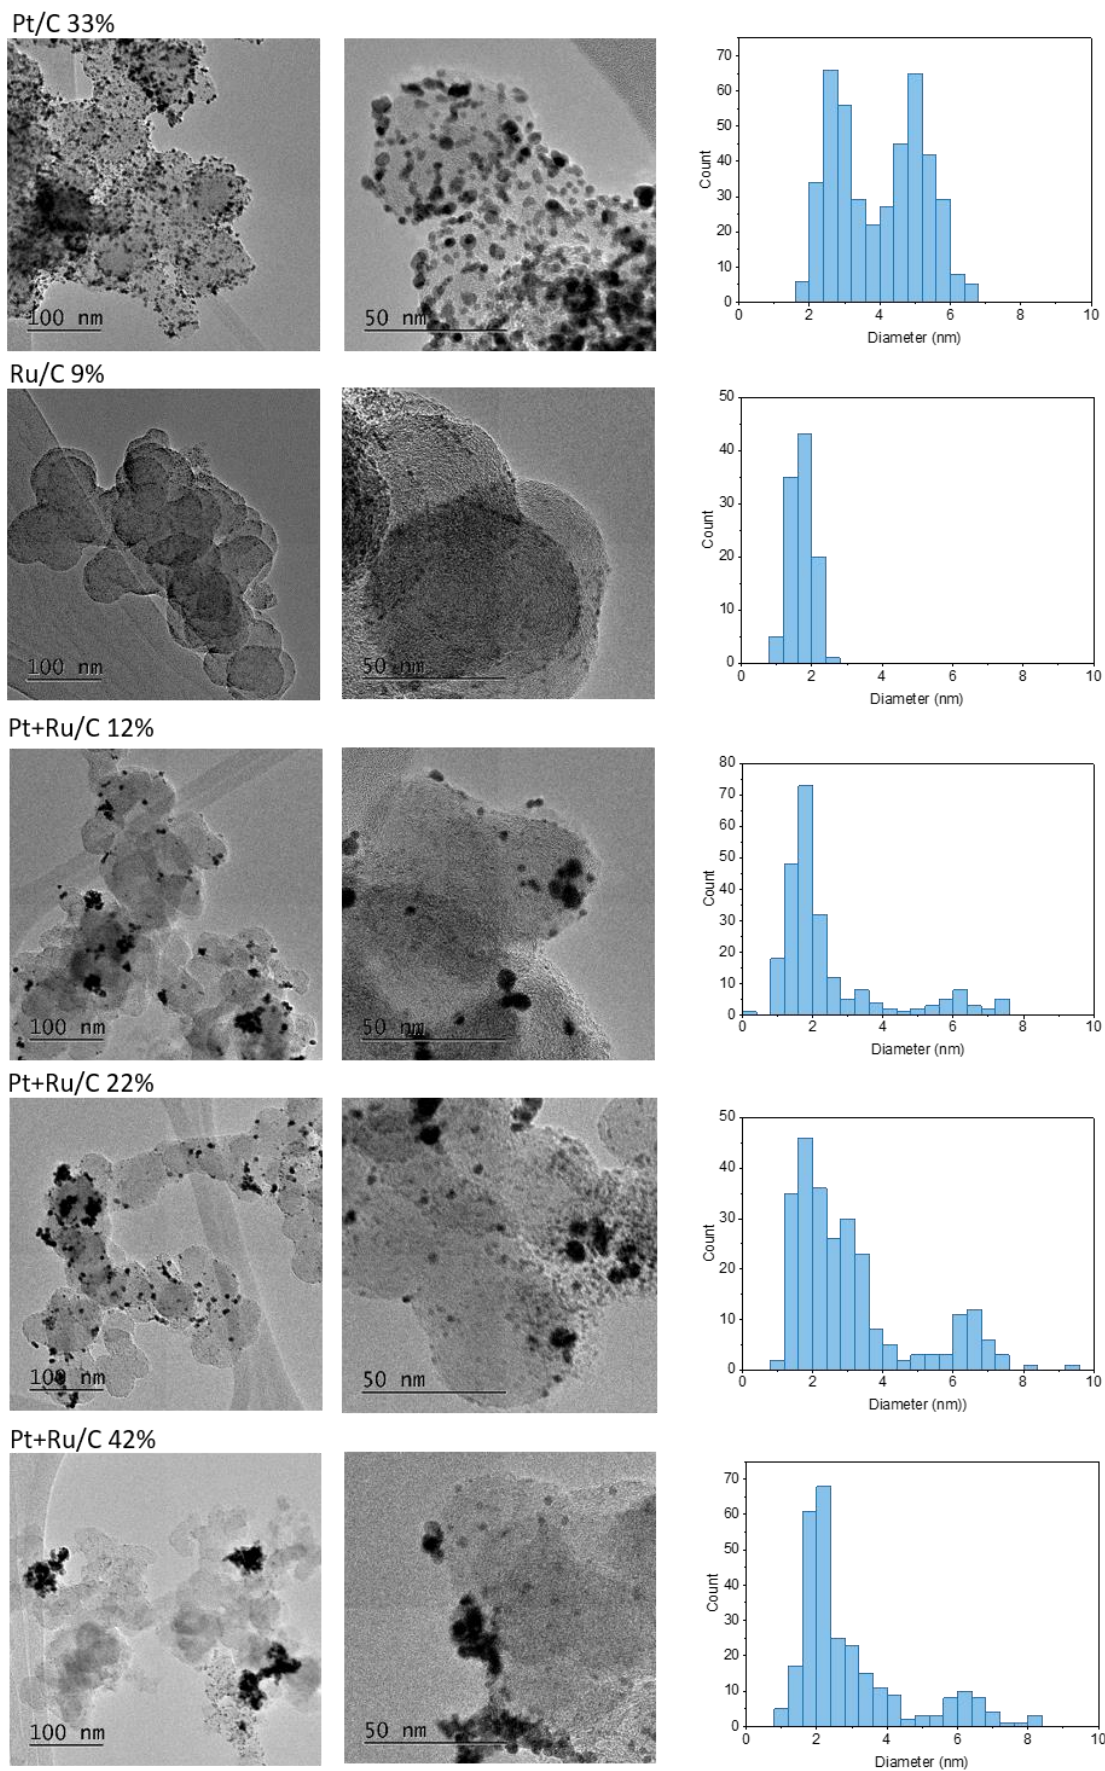 Pt/C 33%
100 nm
50 nm
70
60
50
40
30
20
10
0
Count
0 2 4 6 8 10
Diameter (nm)
Ru/C 9%
100 nm
50 nm
50
40
30
20
10
0
Count
0 2 4 6 8 10
Diameter (nm)
Pt+Ru/C 12%
100 nm
50 nm
80
70
60
50
40
30
20
10
0
Count
0 2 4 6 8 10
Diameter (nm)
Pt+Ru/C 22%
100 nm
50 nm
50
40
30
20
10
0
Count
0 2 4 6 8 10
Diameter (nm))
Pt+Ru/C 42%
100 nm
50 nm
70
60
50
40
30
20
10
0
Count
0 2 4 6 8 10
Diameter (nm)